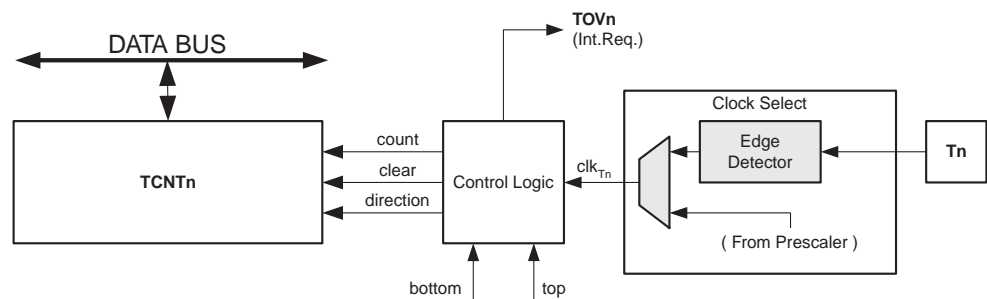 TOVn
(Int.Req.)
DATA BUS
Clock Select
Edge
Detector
Tn
count
clear
direction
TCNTn
Control Logic
clkTn
( From Prescaler )
bottom
top